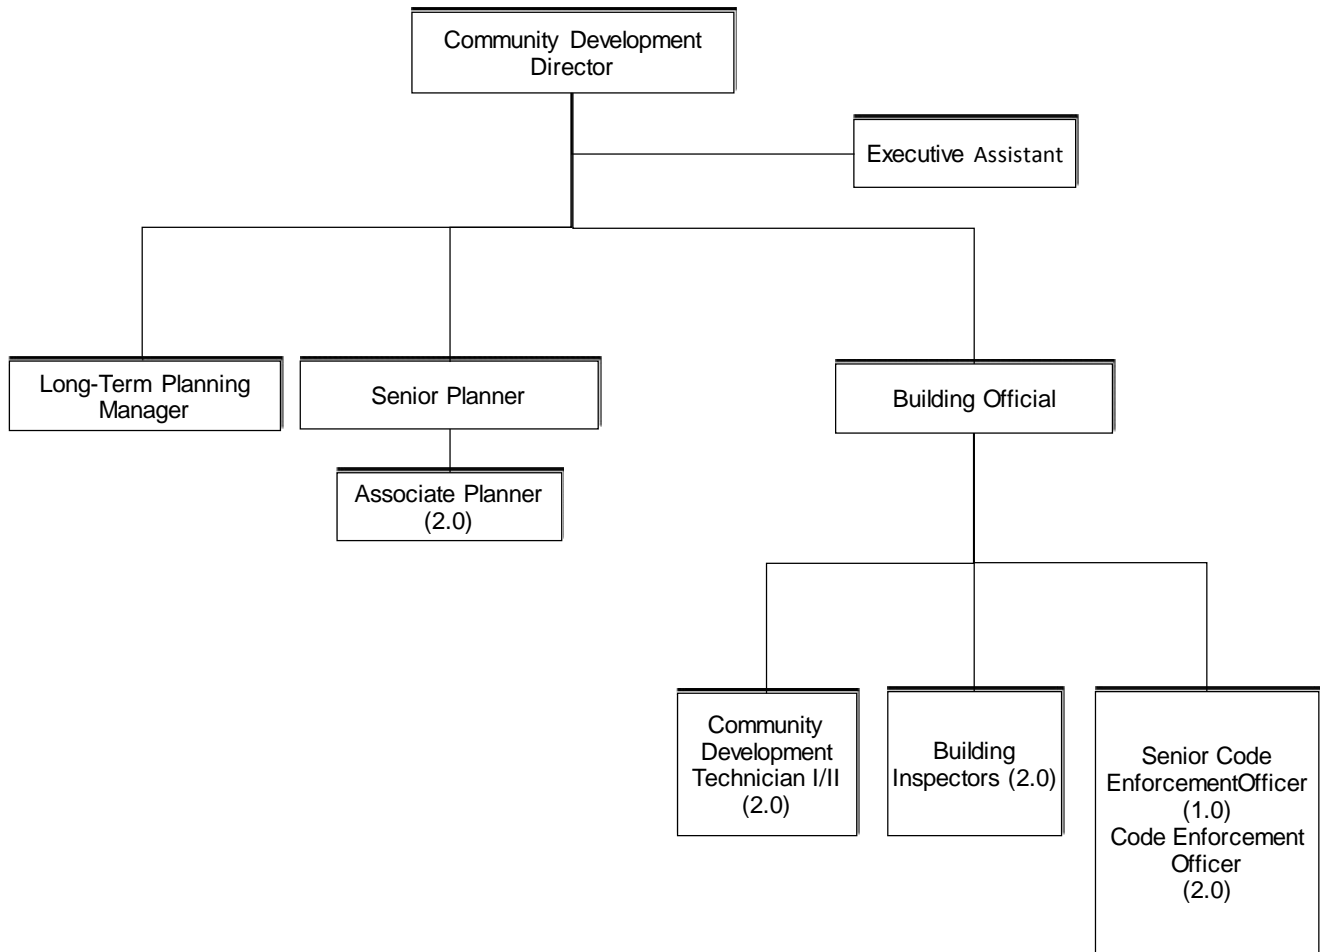 Community Development
Director
Executive Assistant
Long-Term Planning
Manager
Senior Planner
Building Official
Associate Planner
(2.0)
Community
Development
Technician I/II
(2.0)
Building
Inspectors (2.0)
Senior Code
EnforcementOfficer
(1.0)
Code Enforcement
Officer
(2.0)